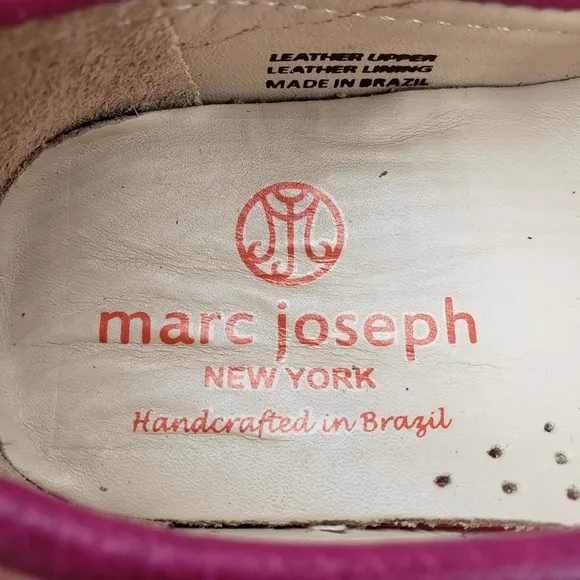 LEATHER UPPER
LEATHER LINING
MADE IN BRAZIL
marc joseph
NEW YORK
Handcrafted in Brazil